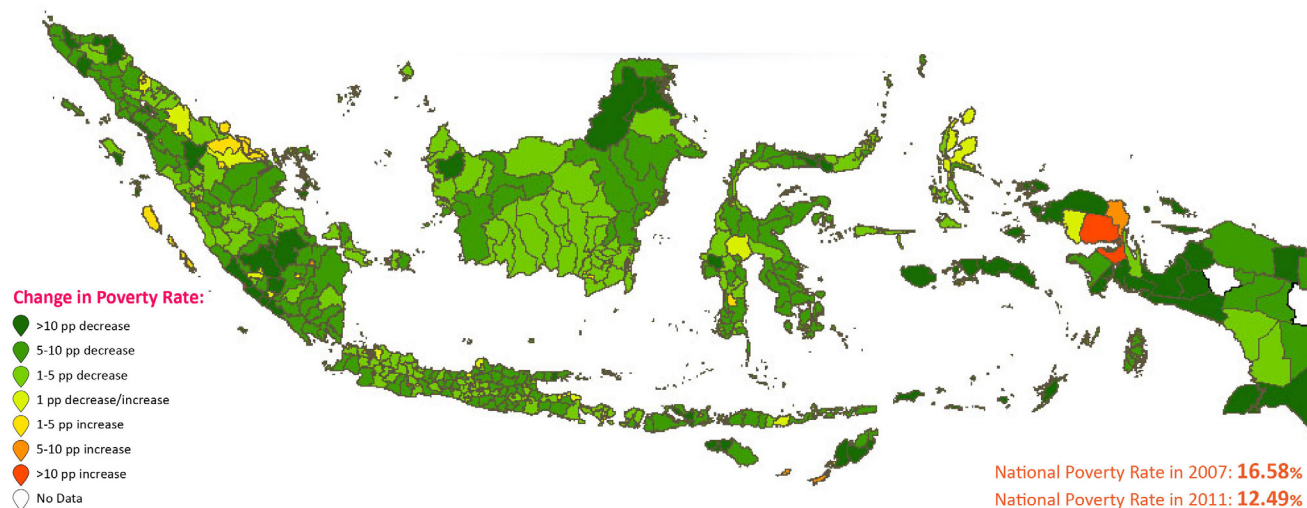 Change in Poverty Rate:
>10 pp decrease
5-10 pp decrease
1-5 pp decrease
1 pp decrease/increase
1-5 pp increase
5-10 pp increase
>10 pp increase
No Data
National Poverty Rate in 2007: 16.58%
National Poverty Rate in 2011: 12.49%